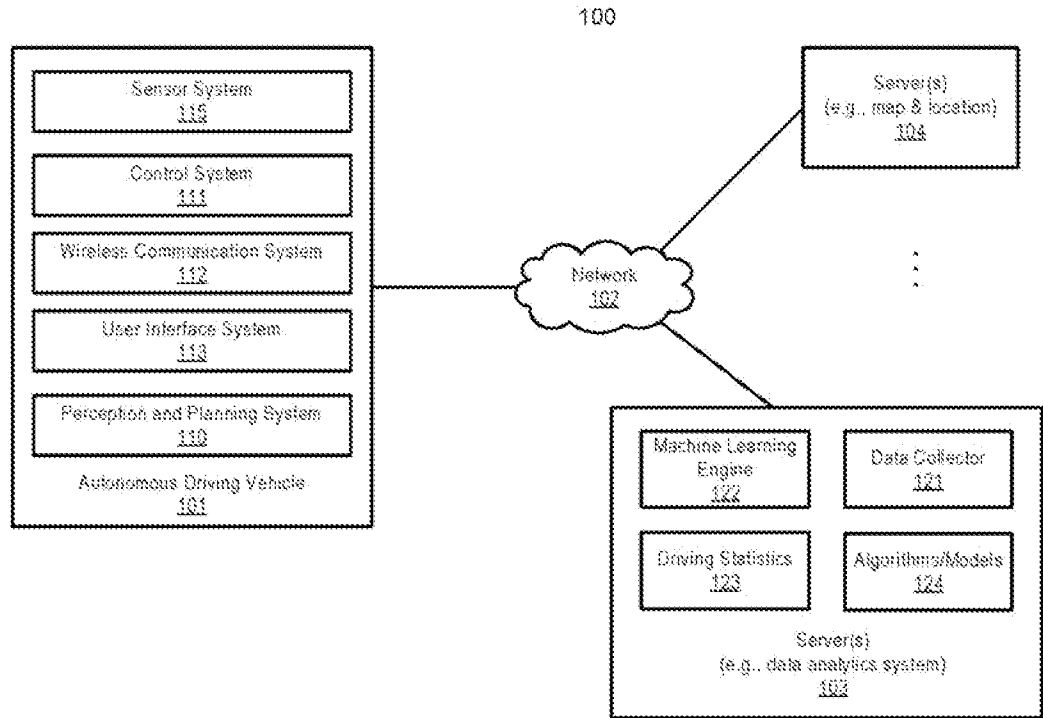 100
Sensor System
115
Control System
111
Wireless Communication System
112
User Interface System
113
Perception and Planning System
110
Autonomous Driving Vehicle
101
Network
102
Server(s)
(e.g., map & location)
104
Machine Learning
Engine
122
Data Collector
121
Driving Statistics
123
Algorithms/Models
124
Server(s)
(e.g., data analytics system)
103